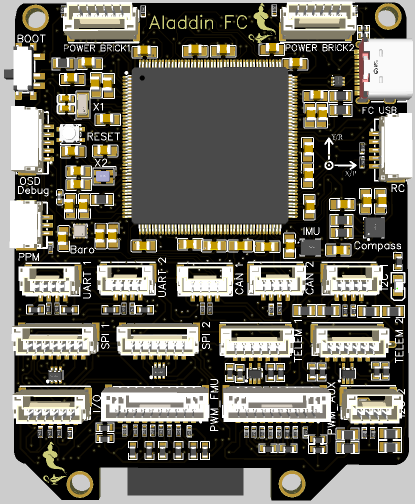 Aladdin FC
BOOT
POWER BRICK1
POWER BRICK2
X1
FC USB
RESET
Y/R
X/P
X2
OSD
Debug
RC
PPM
Baro
IMU
Compass
UART
UART 2
CAN 1
CAN 2
I2C
SPI 1
SPI 2
TELEM 1
TELEM 2
I/O
PWM_FMU
PWM_AUX